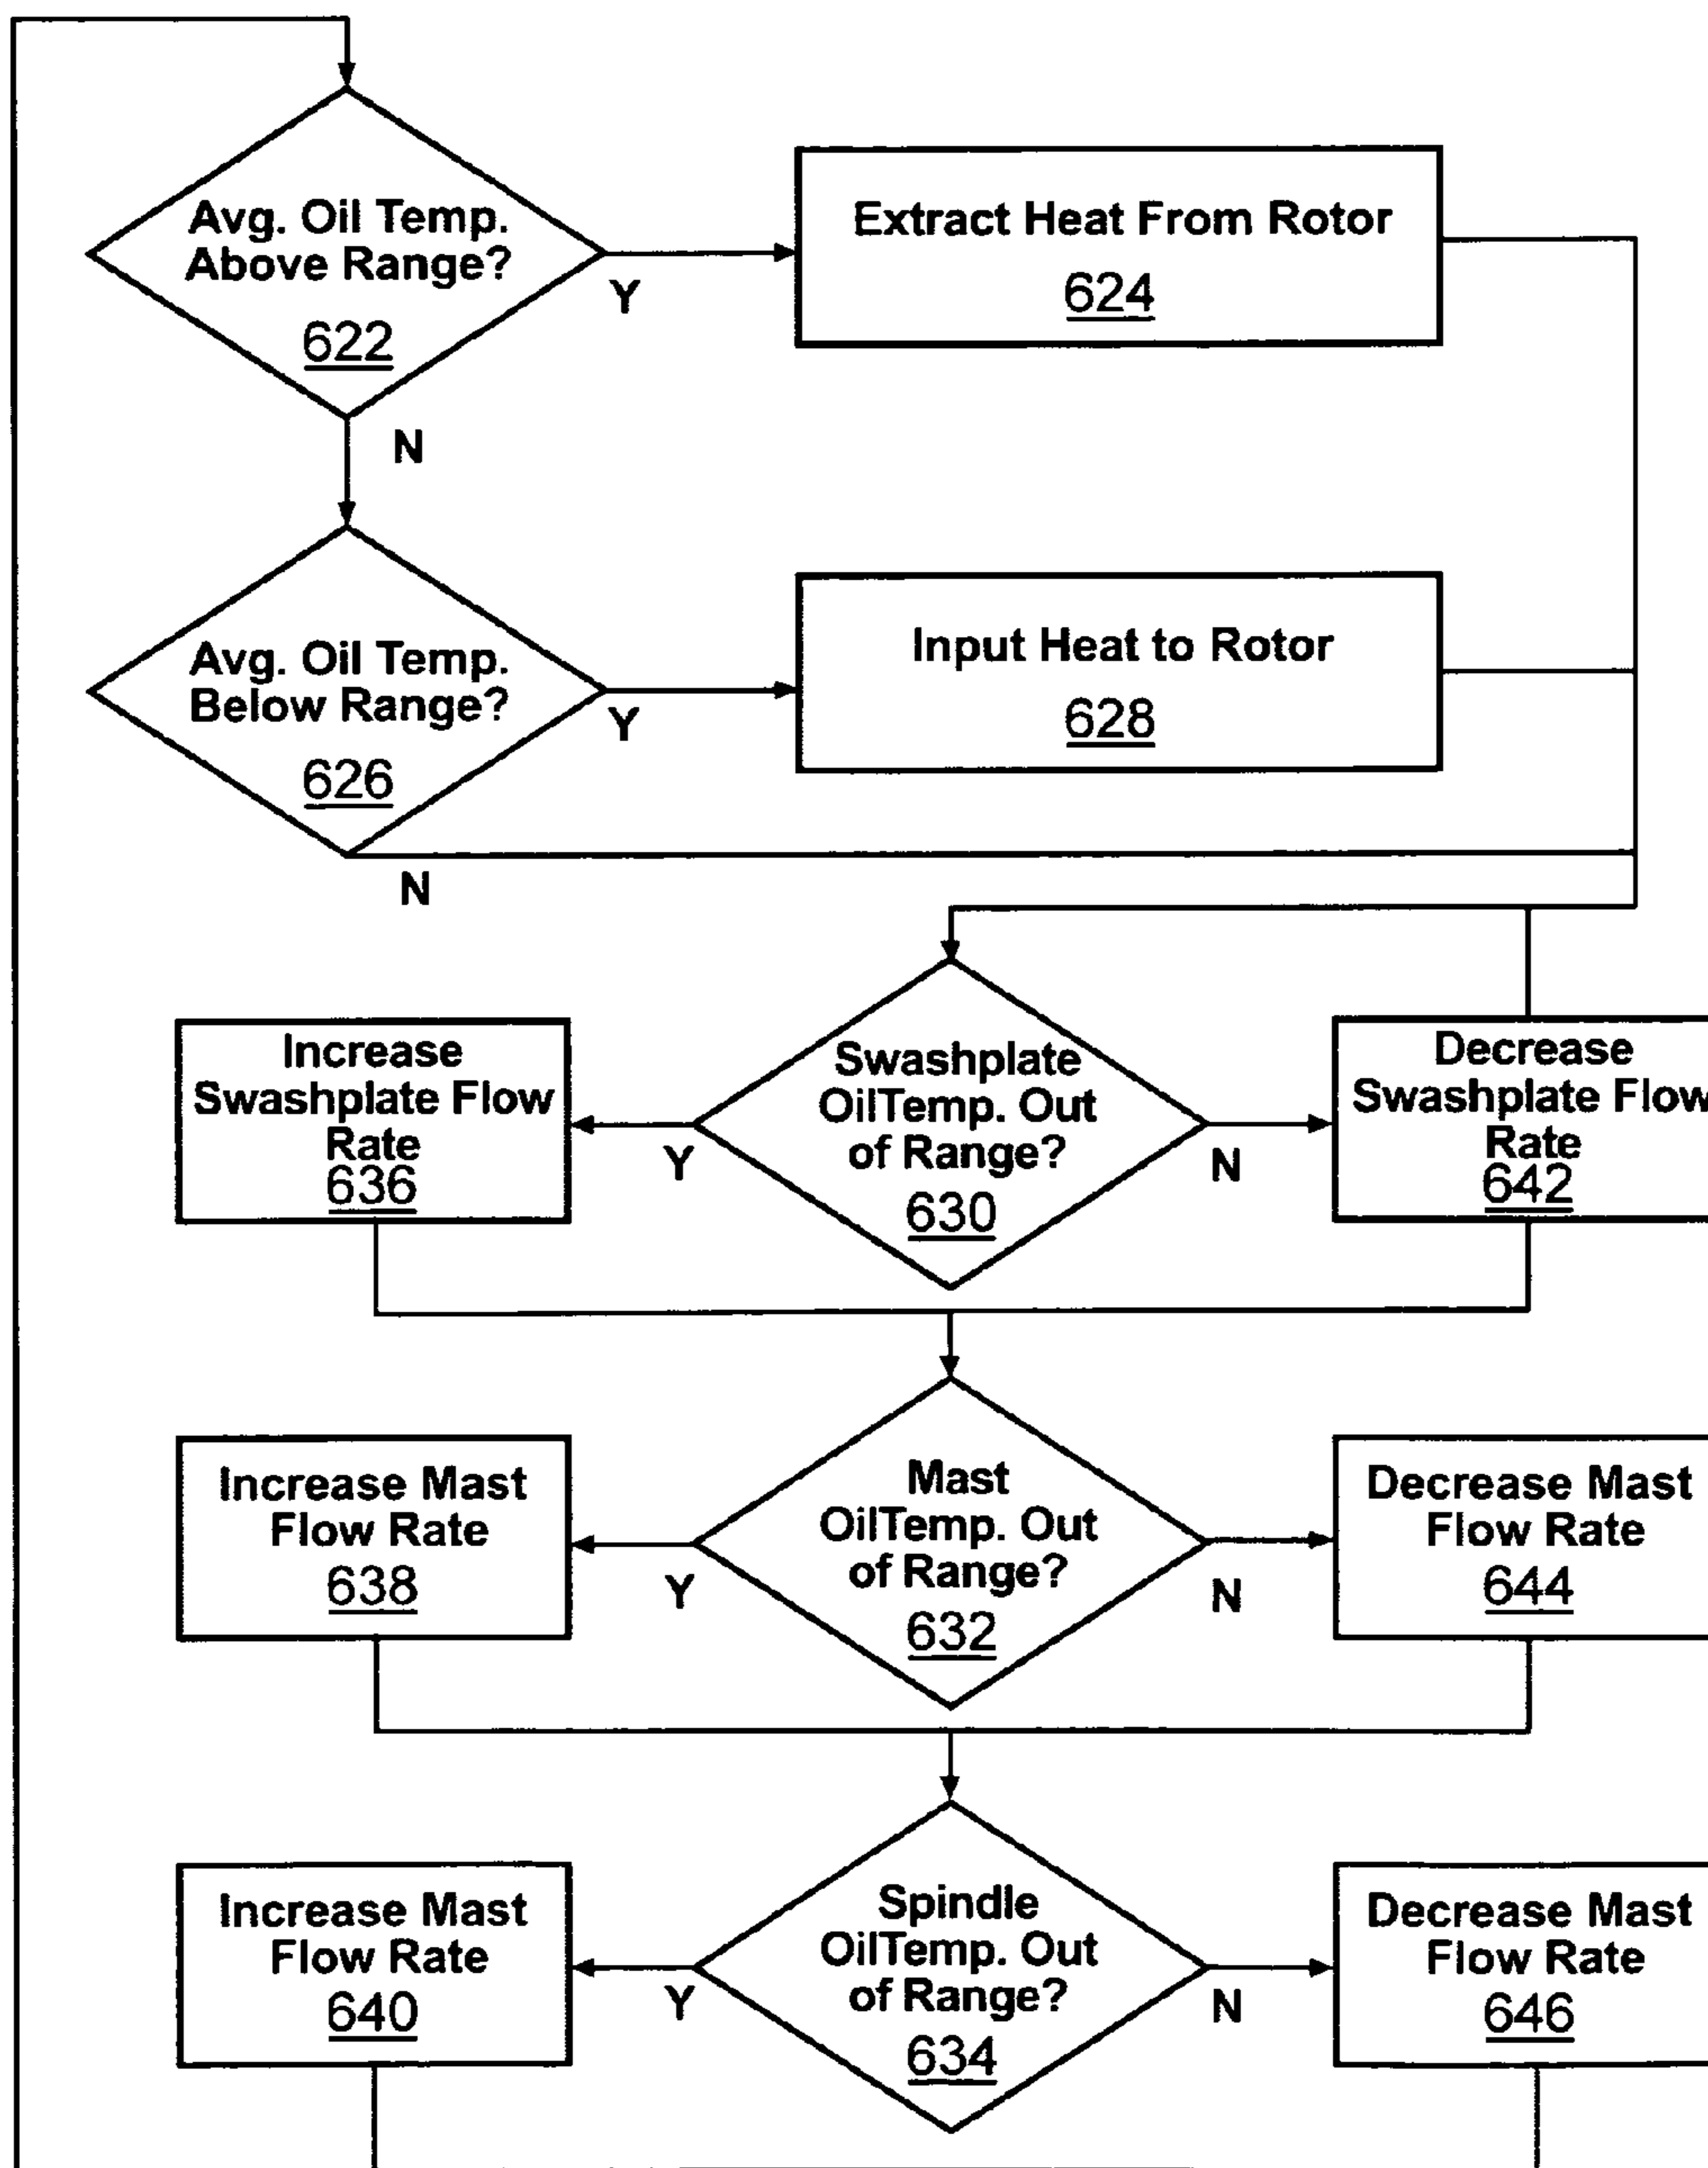 Avg. Oil Temp.
Above Range?
622
Y
N
Extract Heat From Rotor
624
Avg. Oil Temp.
Below Range?
626
Y
N
Input Heat to Rotor
628
Increase
Swashplate Flow
Rate
636
Swashplate
OilTemp. Out
of Range?
630
Y
N
Decrease
Swashplate Flow
Rate
642
Increase Mast
Flow Rate
638
Mast
OilTemp. Out
of Range?
632
Y
N
Decrease Mast
Flow Rate
644
Increase Mast
Flow Rate
640
Spindle
OilTemp. Out
of Range?
634
Y
N
Decrease Mast
Flow Rate
646